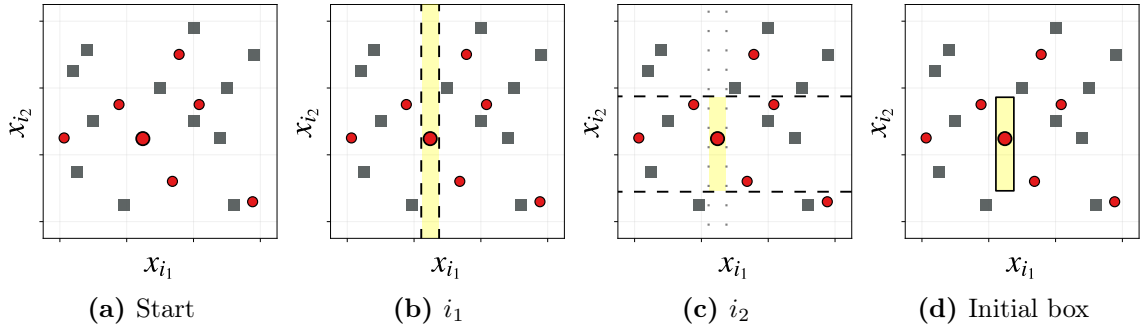 x_{i_2}
x_{i_1}
(a) Start
x_{i_2}
x_{i_1}
(b) i_1
x_{i_2}
x_{i_1}
(c) i_2
x_{i_2}
x_{i_1}
(d) Initial box